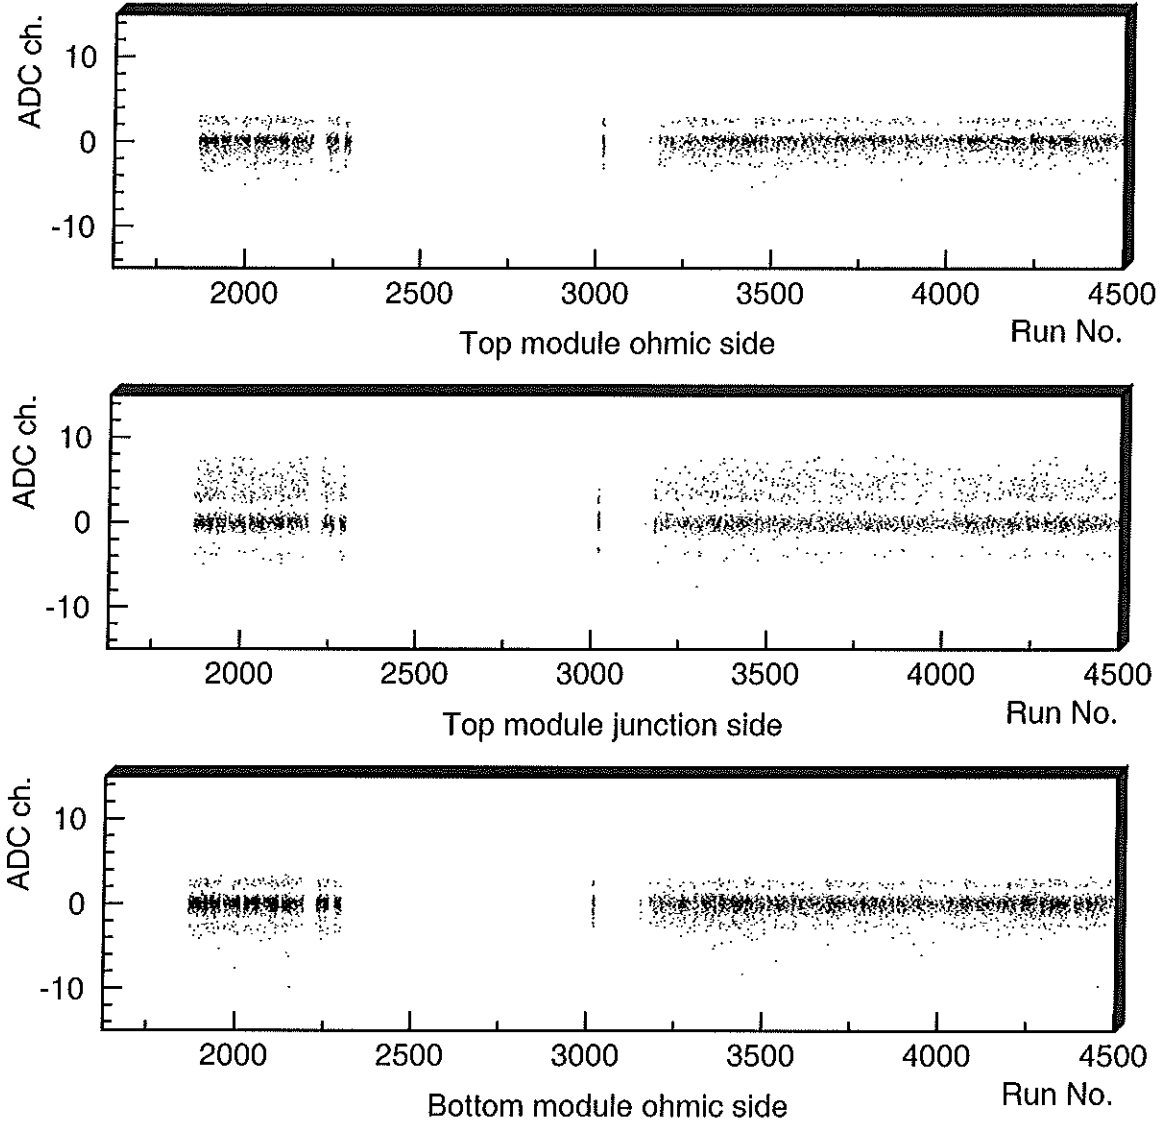 ADC ch.
10
0
-10
2000 2500 3000 3500 4000 4500
Run No.
Top module ohmic side
ADC ch.
10
0
-10
2000 2500 3000 3500 4000 4500
Run No.
Top module junction side
ADC ch.
10
0
-10
2000 2500 3000 3500 4000 4500
Run No.
Bottom module ohmic side